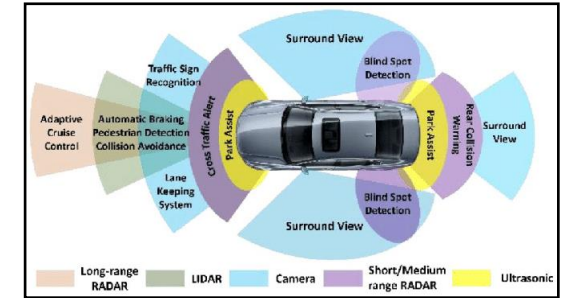 Surround View
Blind Spot
Detection
Traffic Sign
Recognition
Adaptive
Cruise
Control
Automatic Braking
Pedestrian Detection
Collision Avoidance
Cross Traffic Alert
Park Assist
Park Assist
Rear Collision
Warning
Surround
View
Lane
Keeping
System
Blind Spot
Detection
Surround View
Long-range
RADAR
LIDAR
Camera
Short/Medium
range RADAR
Ultrasonic